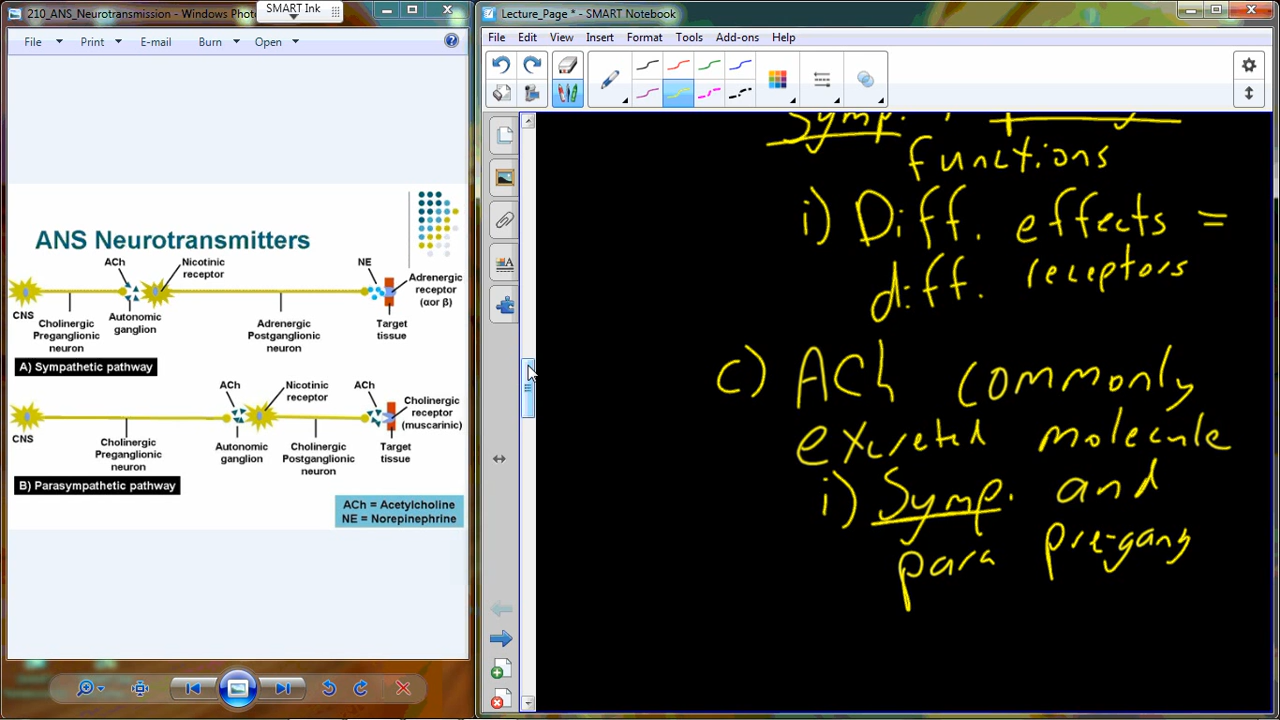 210_ANS_Neurotransmission - Windows Phot
SMART Ink
File Print E-mail Burn Open
ANS Neurotransmitters
ACh
Nicotinic
receptor
NE
Adrenergic
receptor
(αor β)
CNS
Cholinergic
Preganglionic
neuron
Autonomic
ganglion
Adrenergic
Postganglionic
neuron
Target
tissue
A) Sympathetic pathway
ACh
Nicotinic
receptor
ACh
Cholinergic
receptor
(muscarinic)
CNS
Cholinergic
Preganglionic
neuron
Autonomic
ganglion
Cholinergic
Postganglionic
neuron
Target
tissue
B) Parasympathetic pathway
ACh = Acetylcholine
NE = Norepinephrine
Lecture_Page * - SMART Notebook
File Edit View Insert Format Tools Add-ons Help
Symp.
functions
i) Diff. effects =
diff. receptors
c) ACh commonly
excreted molecule
i) Symp. and
para pre-gang